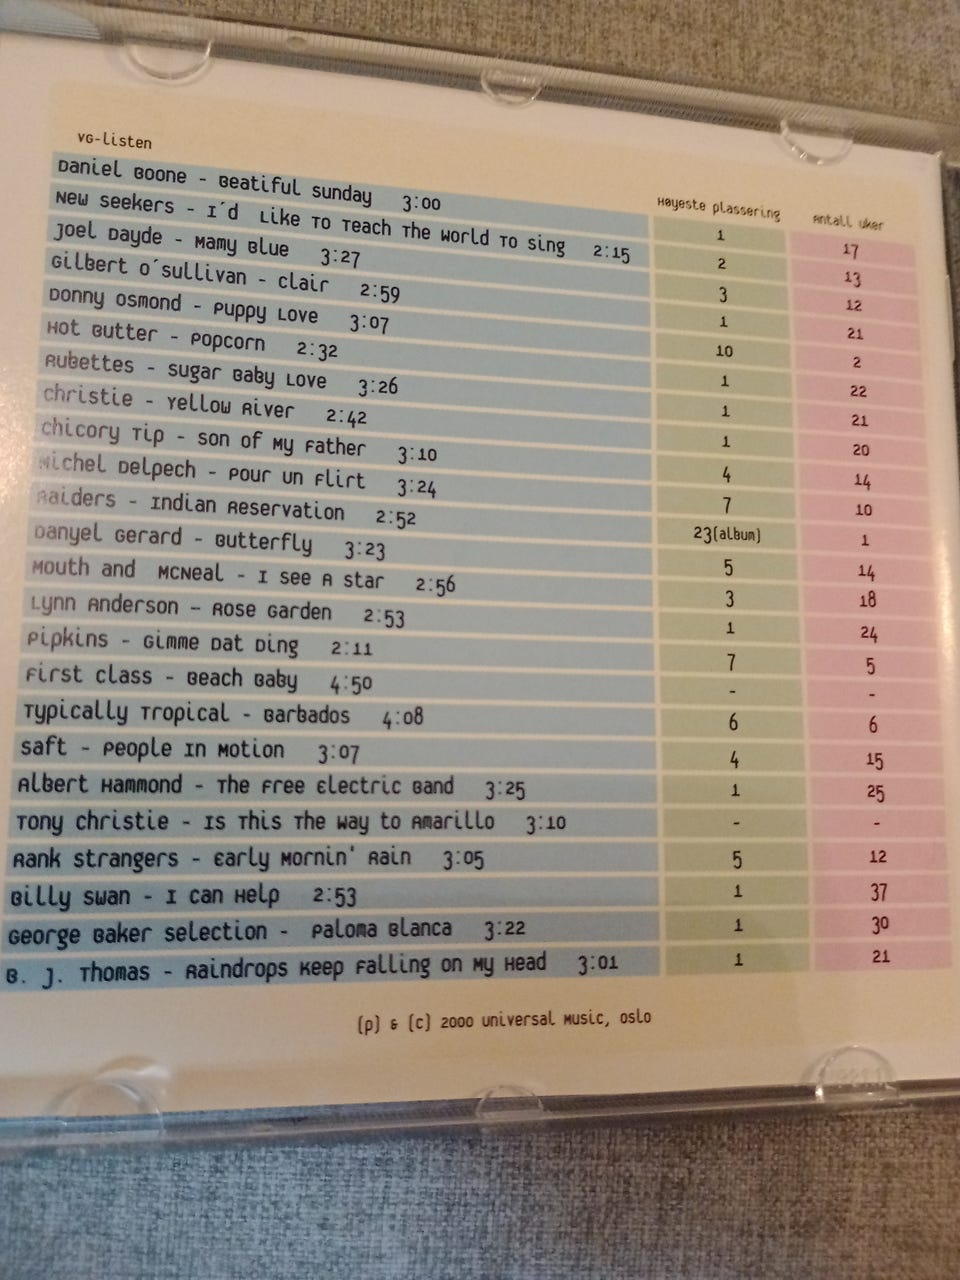 VG-Listen Høyeste plassering Antall uker
Daniel Boone - Beatiful Sunday 3:00 1 17
New Seekers - I´d Like To Teach The World To Sing 2:15 2 13
Joel Dayde - Mamy Blue 3:27 3 12
Gilbert O´Sullivan - Clair 2:59 1 21
Donny Osmond - Puppy Love 3:07 10 2
Hot Butter - Popcorn 2:32 1 22
Rubettes - Sugar Baby Love 3:26 1 21
Christie - Yellow River 2:42 1 20
Chicory Tip - Son of My Father 3:10 4 14
Michel Delpech - Pour Un Flirt 3:24 7 10
Raiders - Indian Reservation 2:52 23(album) 1
Danyel Gerard - Butterfly 3:23 5 14
Mouth and McNeal - I see A star 2:56 3 18
Lynn Anderson – Rose Garden 2:53 1 24
Pipkins - Gimme Dat Ding 2:11 7 5
First Class - Beach Baby 4:50 - -
Typically Tropical - Barbados 4:08 6 6
Saft - People In Motion 3:07 4 15
Albert Hammond - The Free Electric Band 3:25 1 25
Tony Christie - Is This The Way to Amarillo 3:10 - -
Rank Strangers - Early Mornin' Rain 3:05 5 12
Billy Swan - I Can Help 2:53 1 37
George Baker Selection - Paloma Blanca 3:22 1 30
B. J. Thomas - Raindrops Keep Falling On My Head 3:01 1 21
(p) & (c) 2000 Universal Music, Oslo